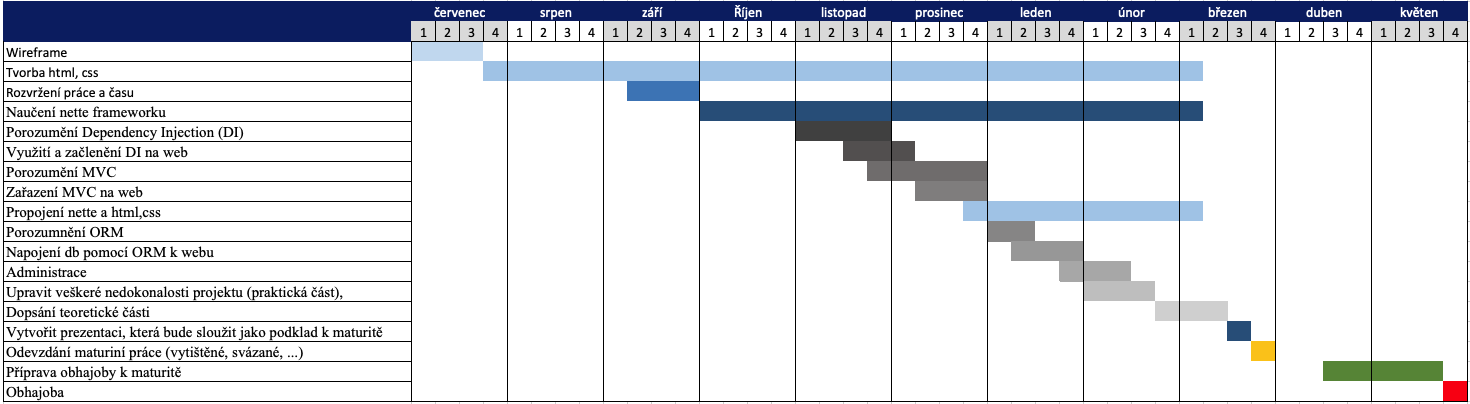 červenec srpen září Říjen listopad prosinec leden únor březen duben květen
1 2 3 4 1 2 3 4 1 2 3 4 1 2 3 4 1 2 3 4 1 2 3 4 1 2 3 4 1 2 3 4 1 2 3 4 1 2 3 4 1 2 3 4
Wireframe
Tvorba html, css
Rozvržení práce a času
Naučení nette frameworku
Porozumění Dependency Injection (DI)
Využití a začlenění DI na web
Porozumění MVC
Zařazení MVC na web
Propojení nette a html,css
Porozumnění ORM
Napojení db pomocí ORM k webu
Administrace
Upravit veškeré nedokonalosti projektu (praktická část),
Dopsání teoretické části
Vytvořit prezentaci, která bude sloužit jako podklad k maturitě
Odevzdání maturiní práce (vytištěné, svázané, ...)
Příprava obhajoby k maturitě
Obhajoba